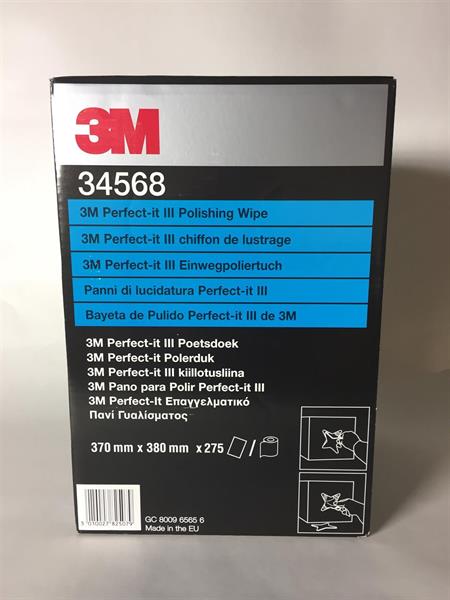 3M
34568
3M Perfect-it III Polishing Wipe
3M Perfect-it III chiffon de lustrage
3M Perfect-it III Einwegpoliertuch
Panni di lucidatura Perfect-it III
Bayeta de Pulido Perfect-it III de 3M
3M Perfect-it III Poetsdoek
3M Perfect-it Polerduk
3M Perfect-it III kiillotusliina
3M Pano para Polir Perfect-it III
3M Perfect-It Επαγγελματικό
Πανί Γυαλίσματος
370 mm x 380 mm x 275 /
5 010027 825079
GC 8009 6565 6
Made in the EU